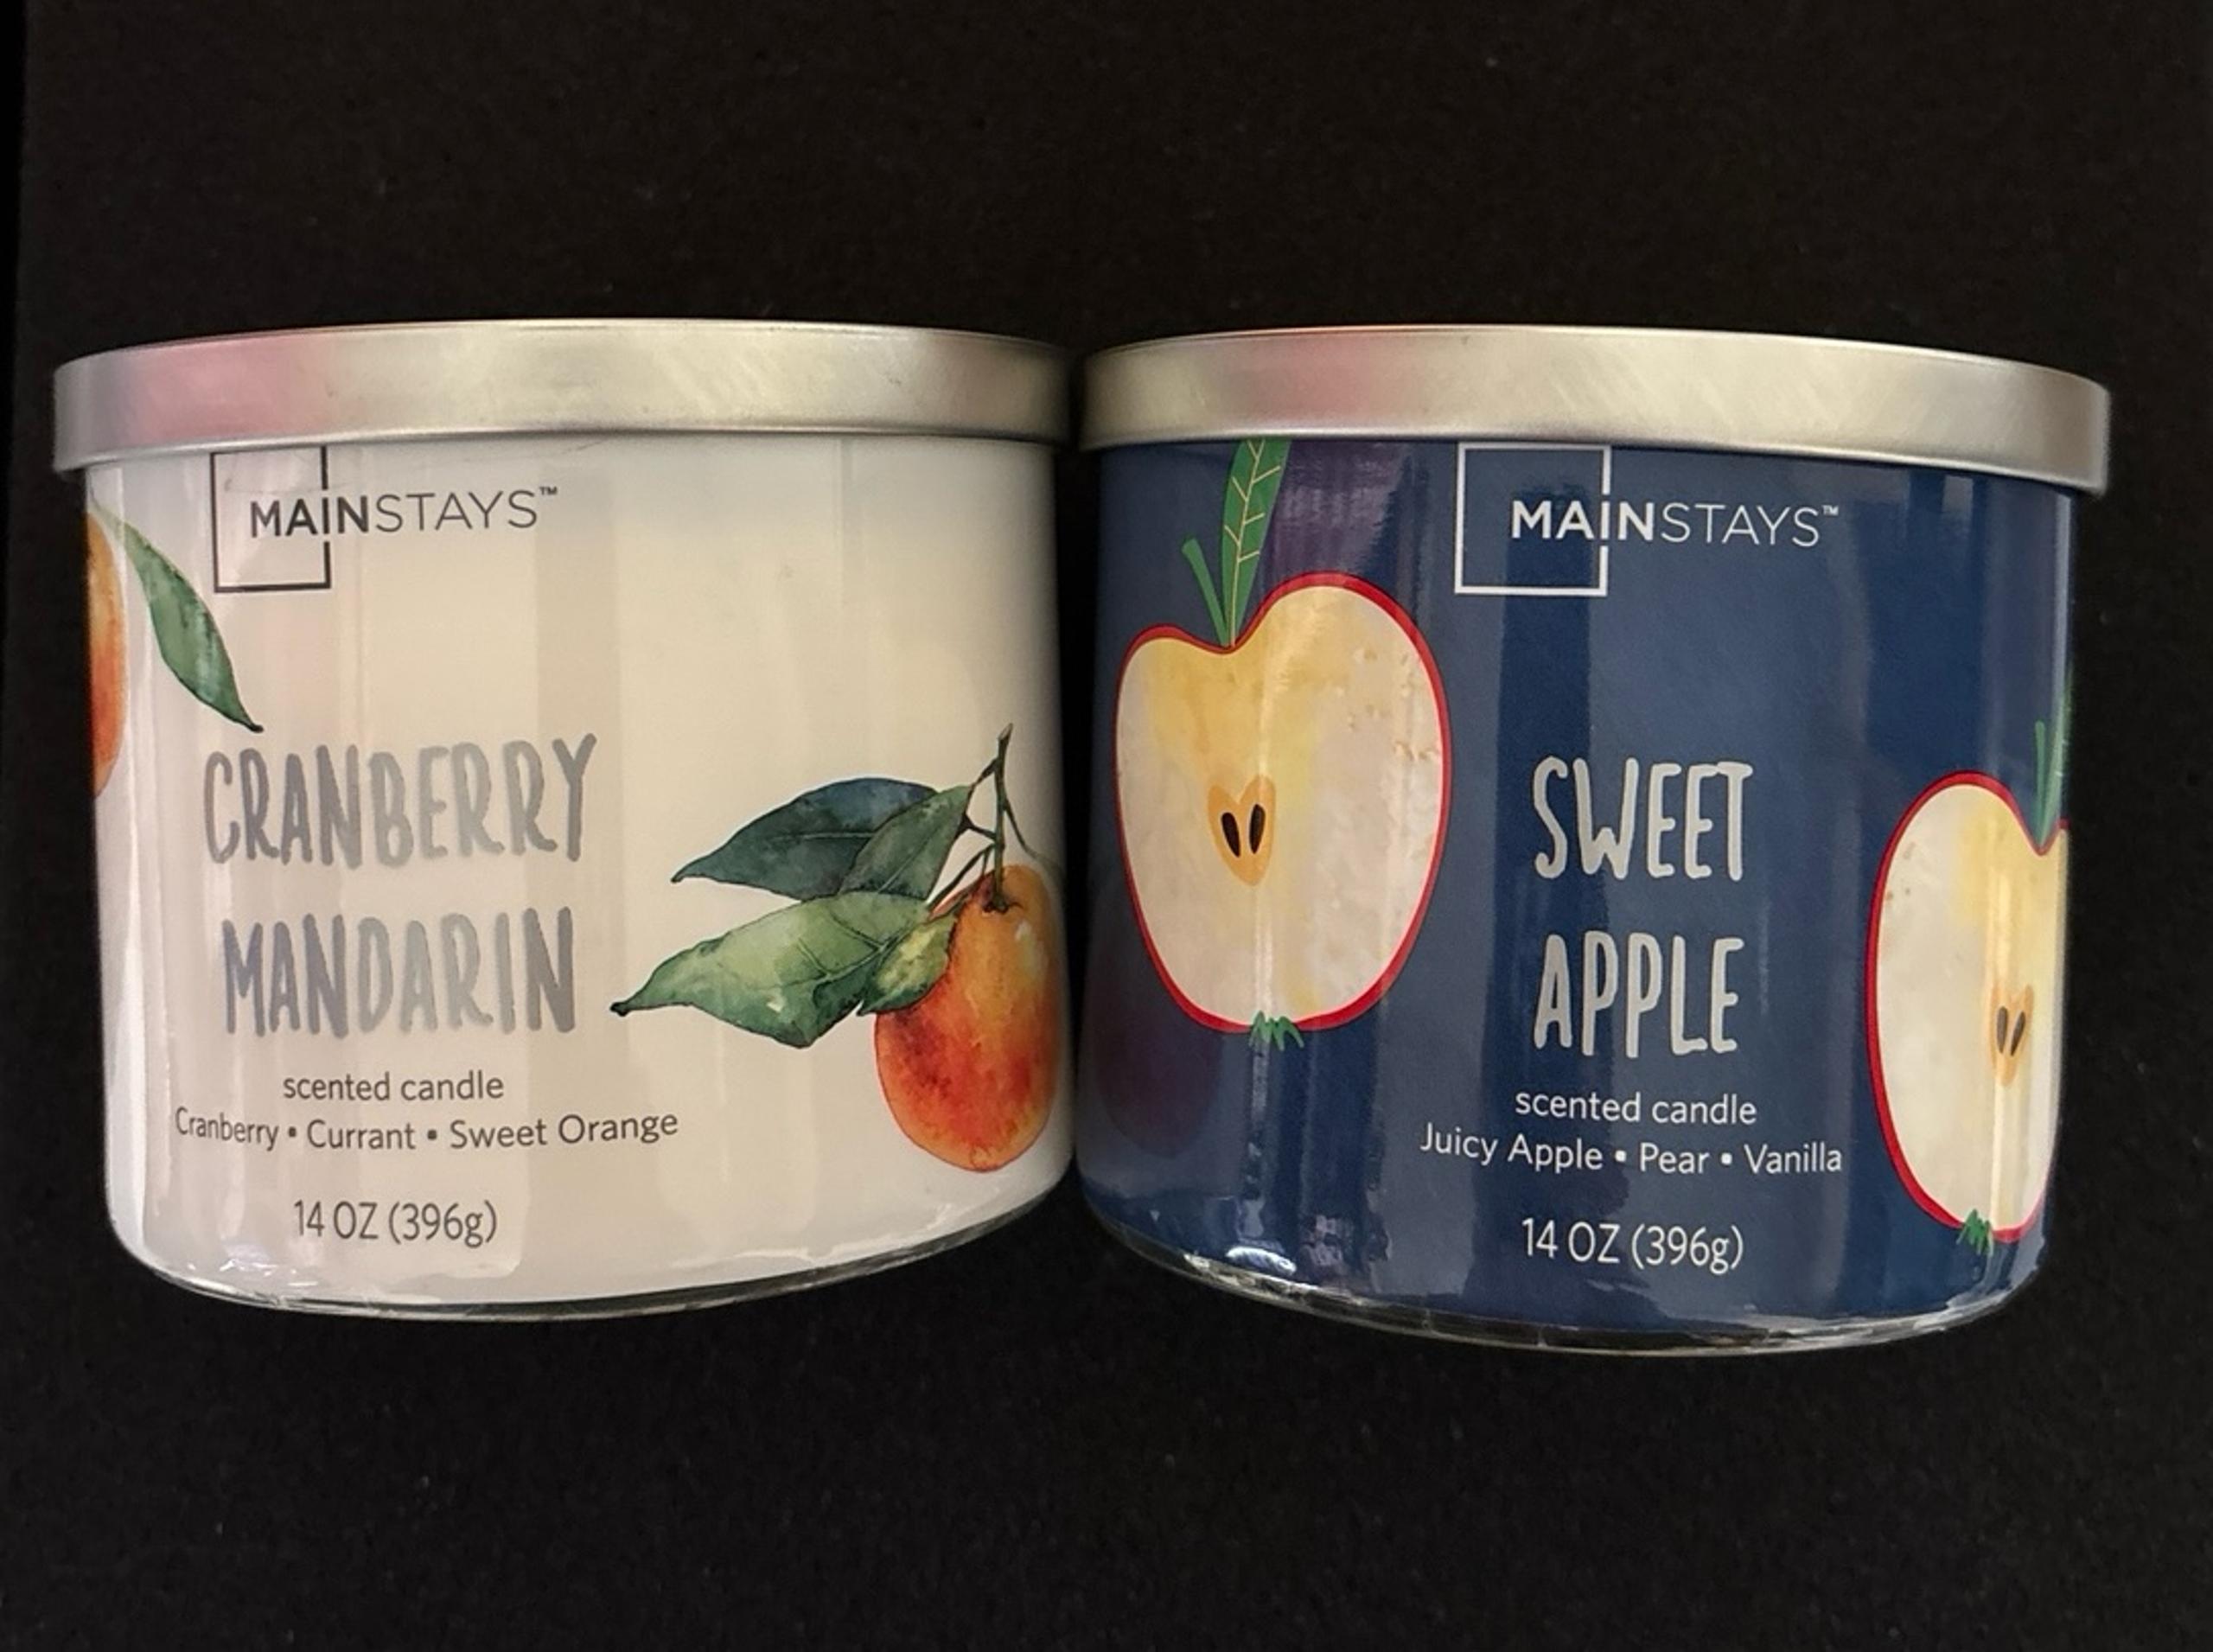 MAINSTAYS™
CRANBERRY
MANDARIN
scented candle
Cranberry • Currant • Sweet Orange
14 OZ (396g)
MAINSTAYS™
SWEET
APPLE
scented candle
Juicy Apple • Pear • Vanilla
14 OZ (396g)